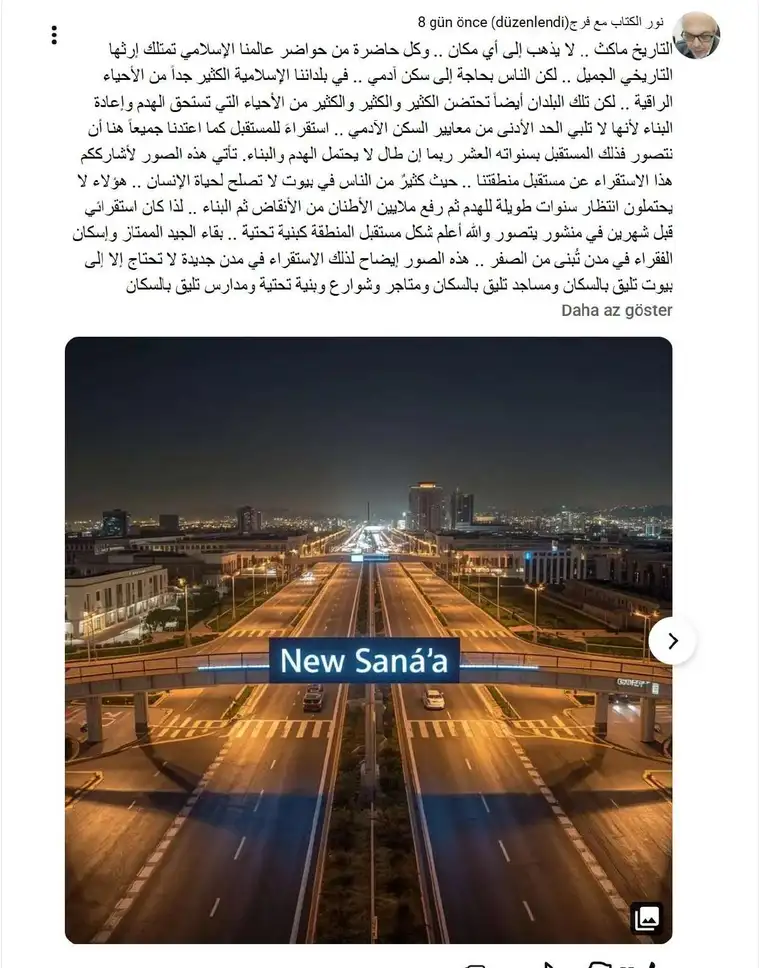 نور الكتاب مع فرج(düzenlendi) 8 gün önce
التاريخ ماكث .. لا يذهب إلى أي مكان .. وكل حاضرة من حواضر عالمنا الإسلامي تمتلك إرثها
التاريخي الجميل .. لكن الناس بحاجة إلى سكن آدمي .. في بلداننا الإسلامية الكثير جداً من الأحياء
الراقية .. لكن تلك البلدان أيضاً تحتضن الكثير والكثير والكثير من الأحياء التي تستحق الهدم وإعادة
البناء لأنها لا تلبي الحد الأدنى من معايير السكن الآدمي .. استقراءً للمستقبل كما اعتدنا جميعاً هنا أن
نتصور فذلك المستقبل بسنواته العشر ربما إن طال لا يحتمل الهدم والبناء. تأتي هذه الصور لأشارككم
هذا الاستقراء عن مستقبل منطقتنا .. حيث كثيرٌ من الناس في بيوت لا تصلح لحياة الإنسان .. هؤلاء لا
يحتملون انتظار سنوات طويلة للهدم ثم رفع ملايين الأطنان من الأنقاض ثم البناء .. لذا كان استقرائي
قبل شهرين في منشور يتصور والله أعلم شكل مستقبل المنطقة كبنية تحتية .. بقاء الجيد الممتاز وإسكان
الفقراء في مدن تُبنى من الصفر .. هذه الصور إيضاح لذلك الاستقراء في مدن جديدة لا تحتاج إلا إلى
بيوت تليق بالسكان ومساجد تليق بالسكان ومتاجر وشوارع وبنية تحتية ومدارس تليق بالسكان
Daha az göster
New Saná'a